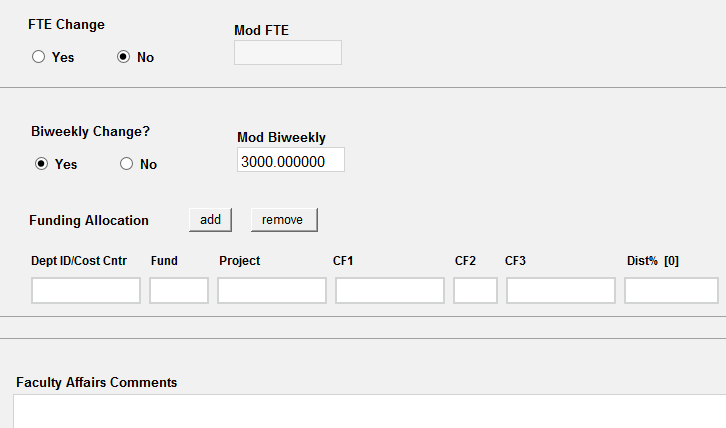 FTE Change
Mod FTE
Yes No
Biweekly Change?
Mod Biweekly
Yes No
3000.000000
Funding Allocation add remove
Dept ID/Cost Cntr Fund Project CF1 CF2 CF3 Dist% [0]
Faculty Affairs Comments